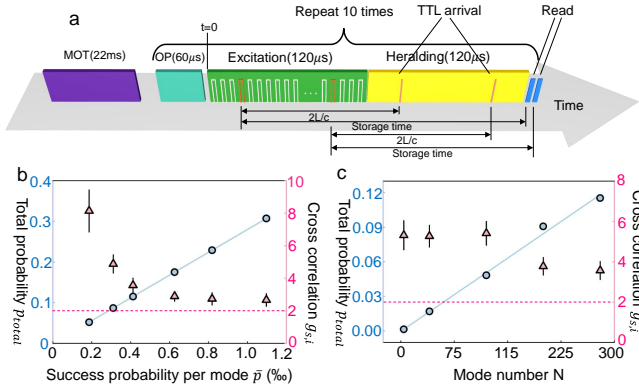 a
t=0
Repeat 10 times
TTL arrival
Read
MOT(22ms)
OP(60μs)
Excitation(120μs)
Heralding(120μs)
...
2L/c
Storage time
2L/c
Storage time
Time
b
Total probability p_total
0.4
0.3
0.2
0.1
0
10
8
6
4
2
0
Cross correlation g_s,i
0
0.2
0.4
0.6
0.8
1.0
1.2
Success probability per mode p̄ (‰)
c
Total probability p_total
0.12
0.09
0.06
0.03
0.00
8
6
4
2
0
Cross correlation g_s,i
0
75
150
225
300
Mode number N